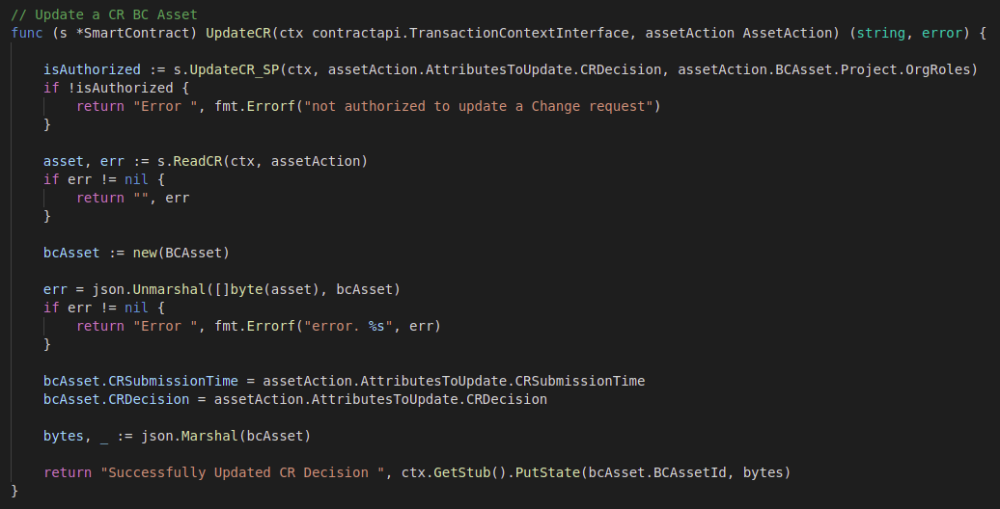 // Update a CR BC Asset
func (s *SmartContract) UpdateCR(ctx contractapi.TransactionContextInterface, assetAction AssetAction) (string, error) {
    isAuthorized := s.UpdateCR_SP(ctx, assetAction.AttributesToUpdate.CRDecision, assetAction.BCAsset.Project.OrgRoles)
    if !isAuthorized {
        return "Error ", fmt.Errorf("not authorized to update a Change request")
    }
    asset, err := s.ReadCR(ctx, assetAction)
    if err != nil {
        return "", err
    }
    bcAsset := new(BCAsset)
    err = json.Unmarshal([]byte(asset), bcAsset)
    if err != nil {
        return "Error ", fmt.Errorf("error. %s", err)
    }
    bcAsset.CRSubmissionTime = assetAction.AttributesToUpdate.CRSubmissionTime
    bcAsset.CRDecision = assetAction.AttributesToUpdate.CRDecision
    bytes, _ := json.Marshal(bcAsset)
    return "Successfully Updated CR Decision ", ctx.GetStub().PutState(bcAsset.BCAssetId, bytes)
}